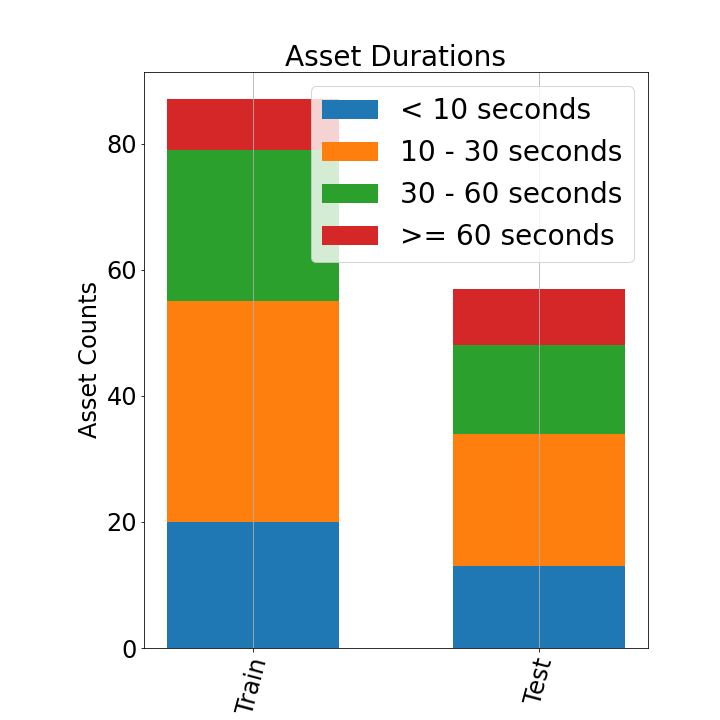 Asset Durations
< 10 seconds
10 - 30 seconds
30 - 60 seconds
>= 60 seconds
80
60
40
20
0
Asset Counts
Train
Test